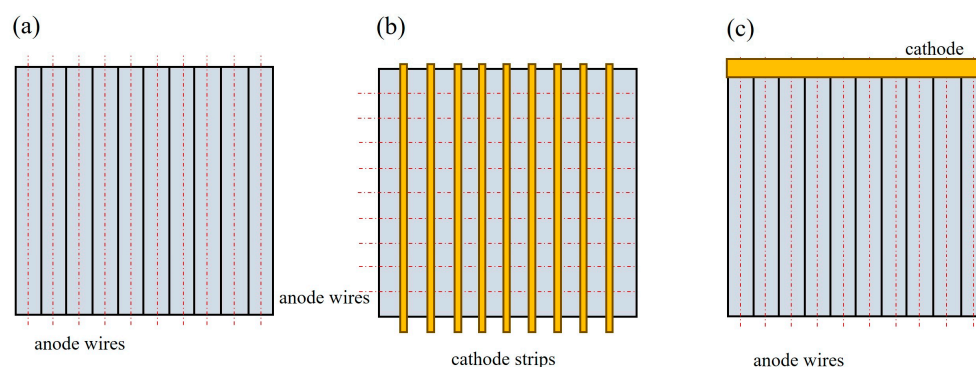 (a)
(b)
(c)
cathode
anode wires
anode wires
cathode strips
anode wires